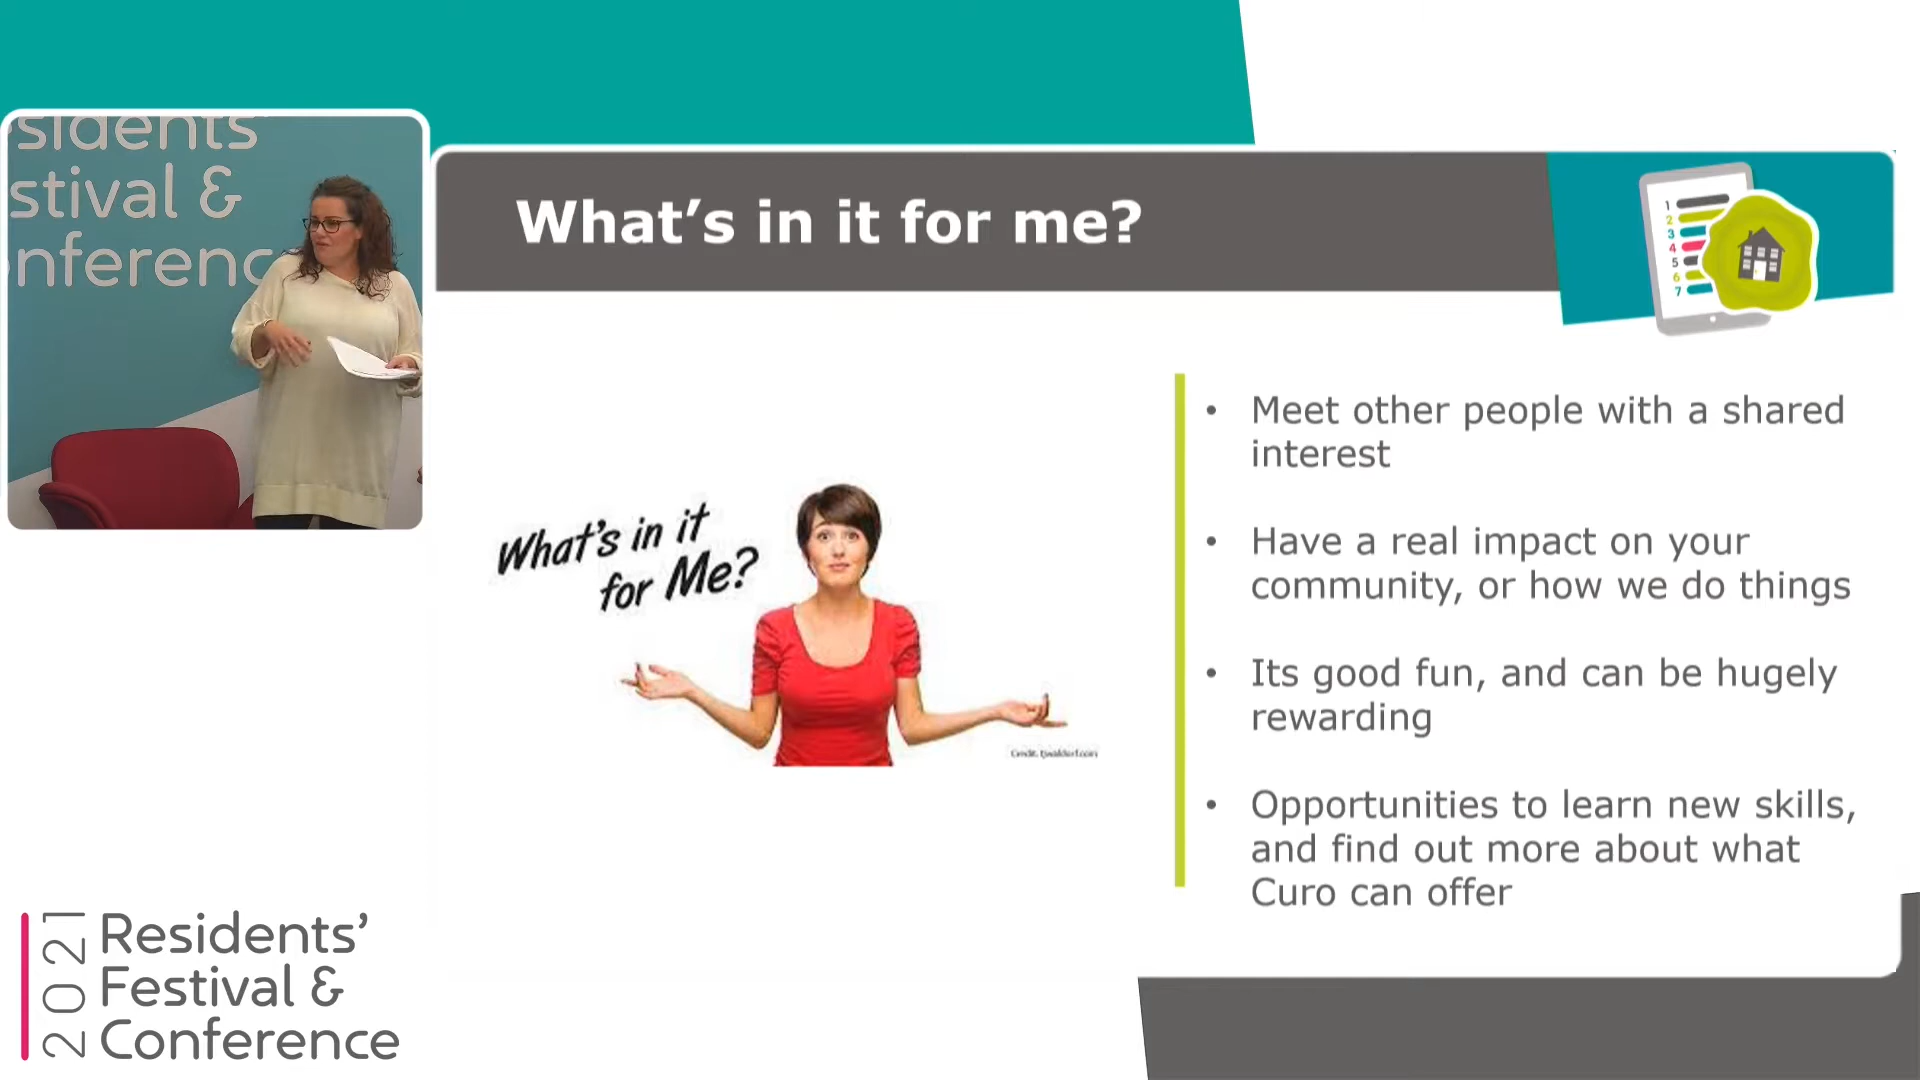 sidents'
stival &
nferenc
What's in it for me?
1
2
3
4
5
6
7
What's in it
for Me?
• Meet other people with a shared
interest
• Have a real impact on your
community, or how we do things
• Its good fun, and can be hugely
rewarding
• Opportunities to learn new skills,
and find out more about what
Curo can offer
2021
Residents'
Festival &
Conference